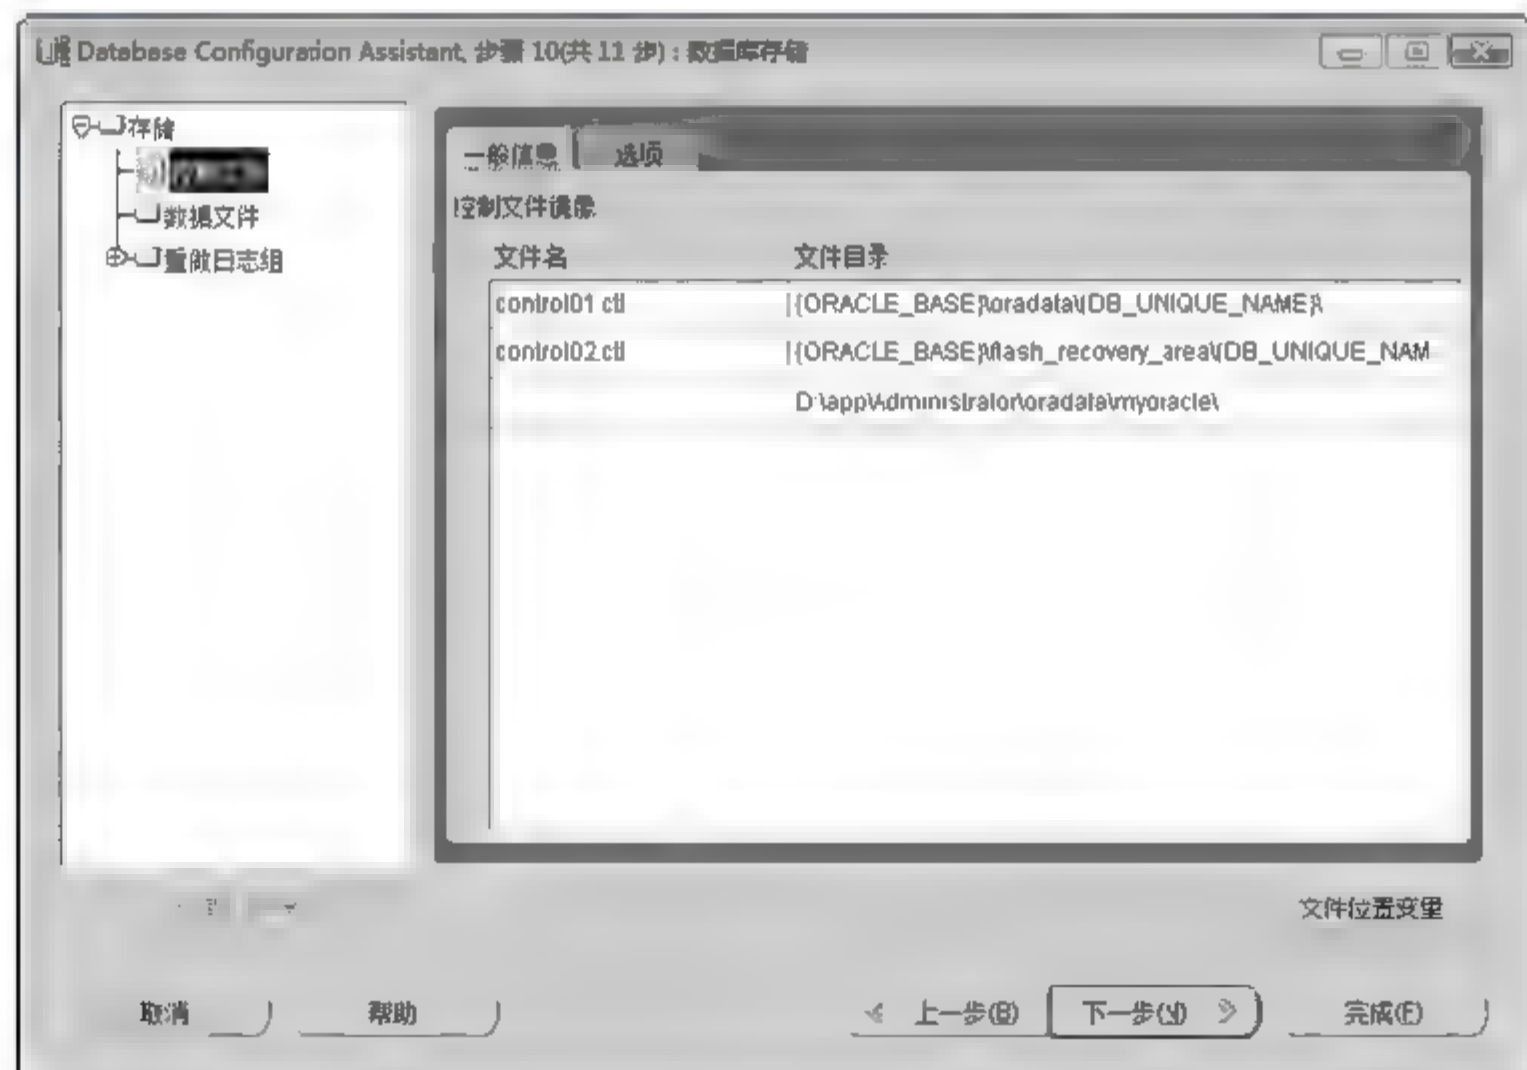 Database Configuration Assistant, 步骤 10(共 11 步) : 数据库存储
存储
数据文件
重做日志组
一般信息
选项
控制文件镜像
文件名 文件目录
control01.ctl {ORACLE_BASE}\oradata\{DB_UNIQUE_NAME}\
control02.ctl {ORACLE_BASE}\flash_recovery_area\{DB_UNIQUE_NAM
D:\app\Administrator\oradata\myoracle\
文件位置变量
取消 帮助 上一步(B) 下一步(N) 完成(F)